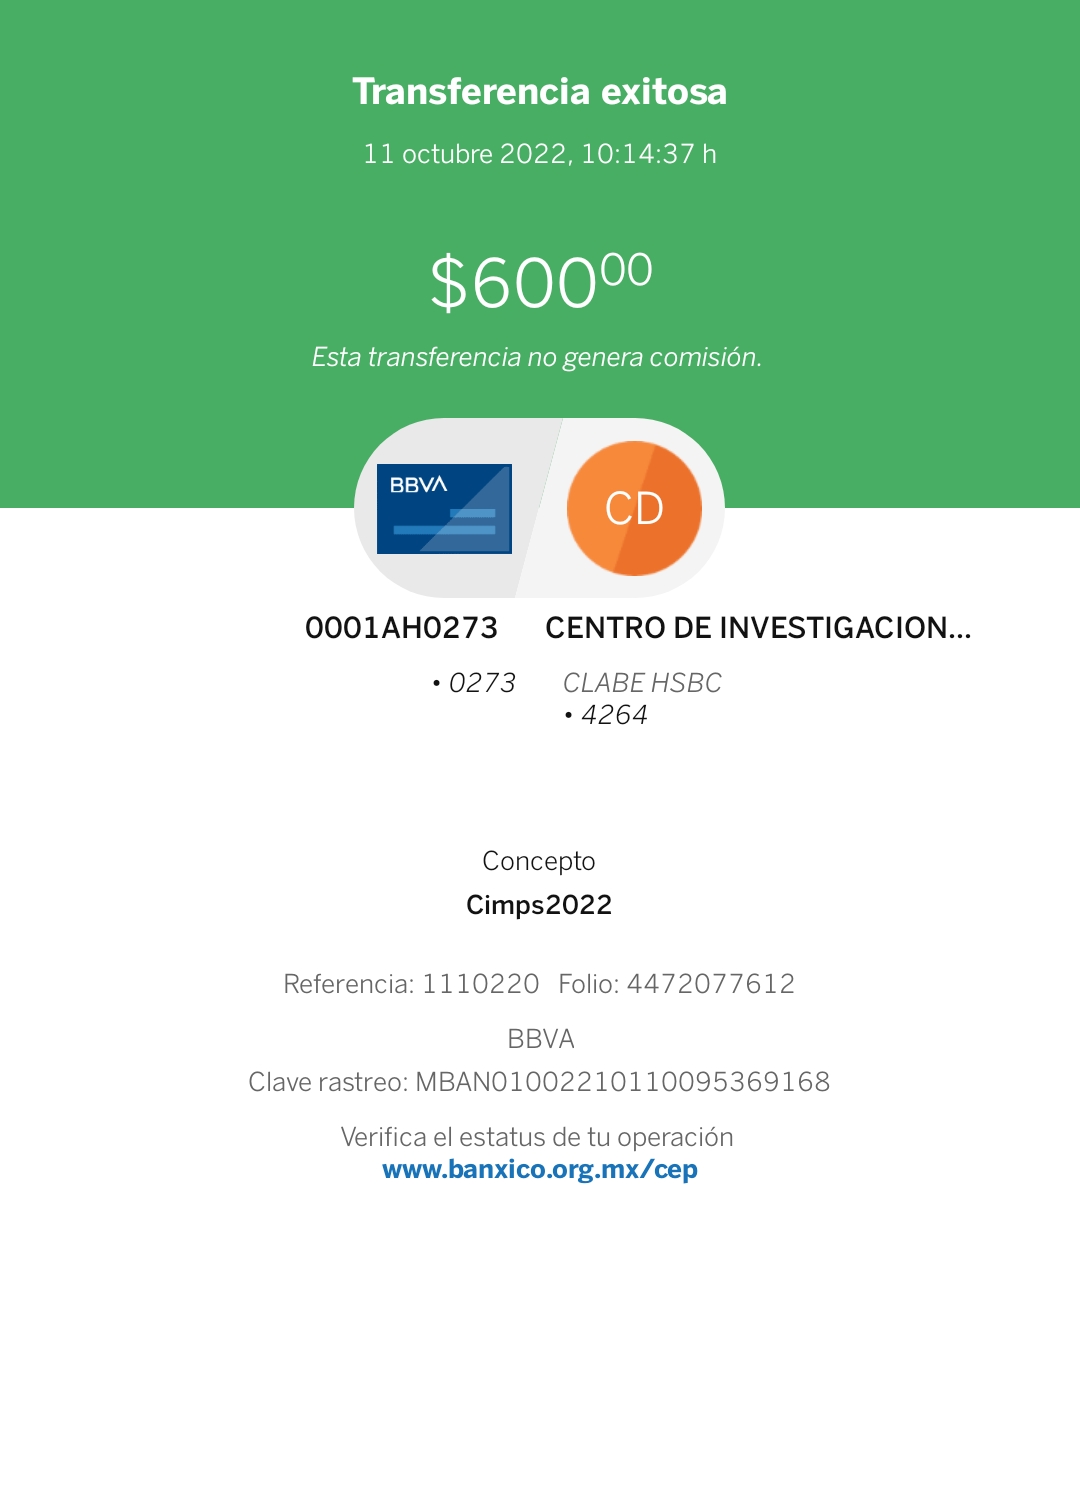 Transferencia exitosa
11 octubre 2022, 10:14:37 h
$600⁰⁰
Esta transferencia no genera comisión.
BBVA
CD
0001AH0273
CENTRO DE INVESTIGACION...
• 0273
CLABE HSBC
• 4264
Concepto
Cimps2022
Referencia: 1110220 Folio: 4472077612
BBVA
Clave rastreo: MBAN01002210110095369168
Verifica el estatus de tu operación
www.banxico.org.mx/cep